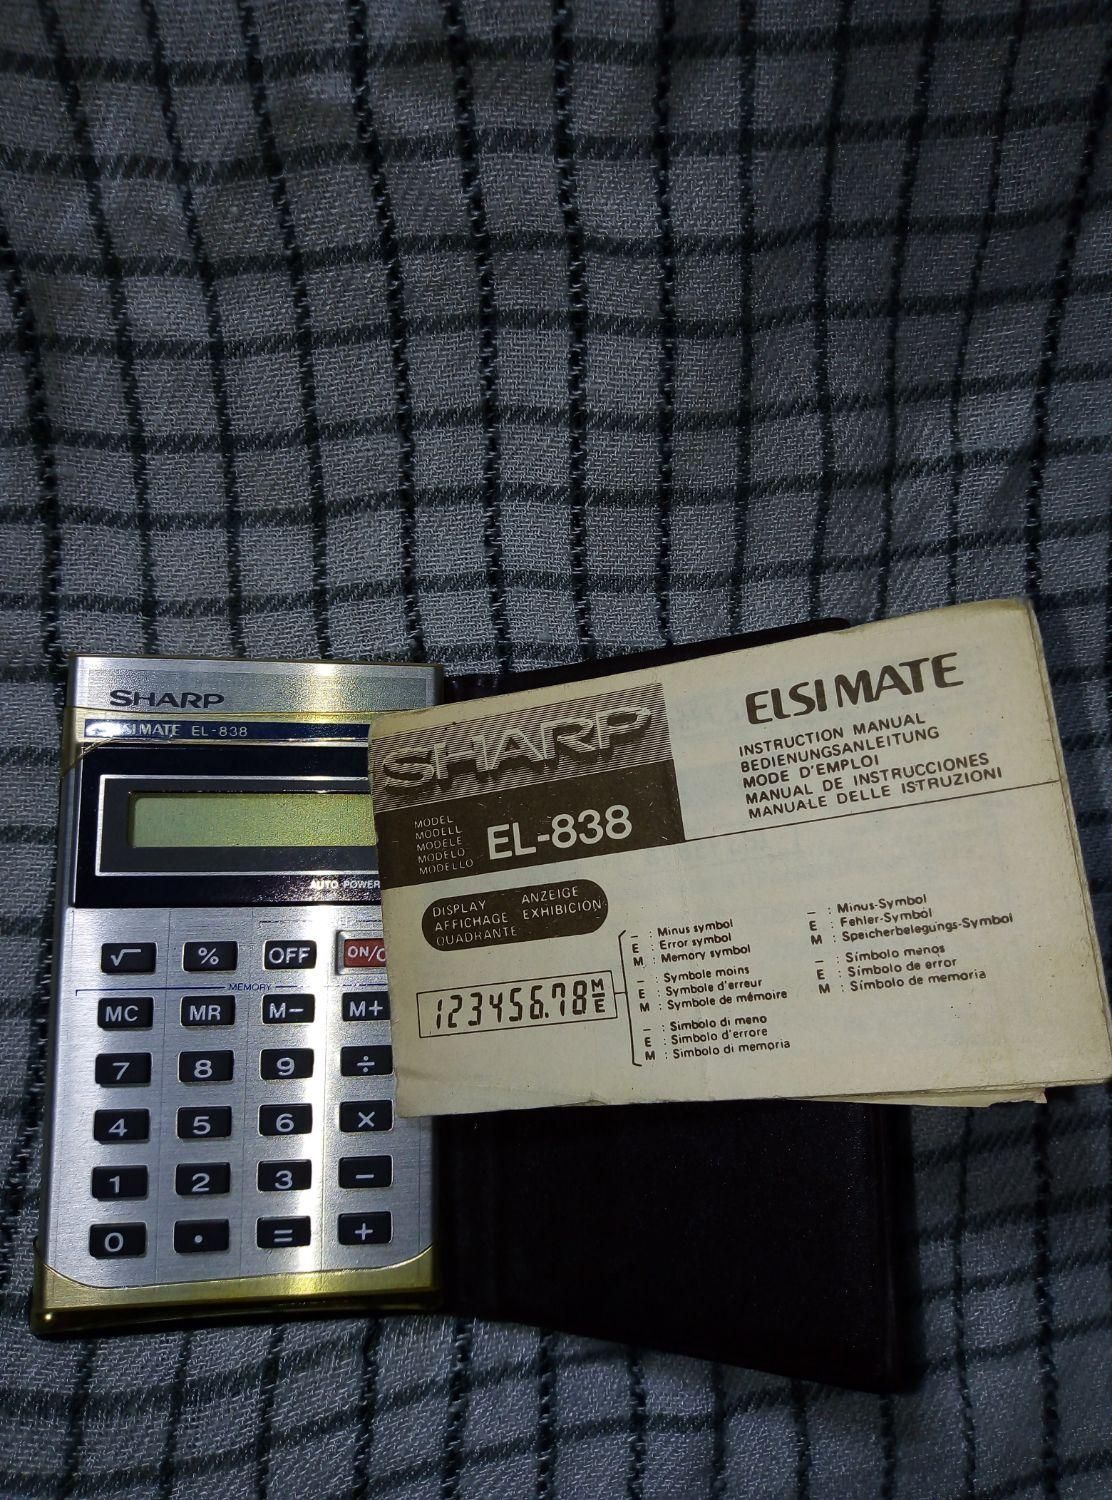 SHARP
ELSI MATE EL-838
AUTO POWER
√ % OFF ON/C
MEMORY
MC MR M− M+
7 8 9 ÷
4 5 6 ×
1 2 3 −
0 . = +
SHARP
MODEL
MODELL
MODELE
MODELO
MODELLO
EL-838
ELSI MATE
INSTRUCTION MANUAL
BEDIENUNGSANLEITUNG
MODE D'EMPLOI
MANUAL DE INSTRUCCIONES
MANUALE DELLE ISTRUZIONI
DISPLAY ANZEIGE
AFFICHAGE EXHIBICION
QUADRANTE
12345678 M − E
− : Minus symbol
E : Error symbol
M : Memory symbol
− : Symbole moins
E : Symbole d'erreur
M : Symbole de mémoire
− : Simbolo di meno
E : Simbolo d'errore
M : Simbolo di memoria
− : Minus-Symbol
E : Fehler-Symbol
M : Speicherbelegungs-Symbol
− : Símbolo menos
E : Símbolo de error
M : Símbolo de memoria